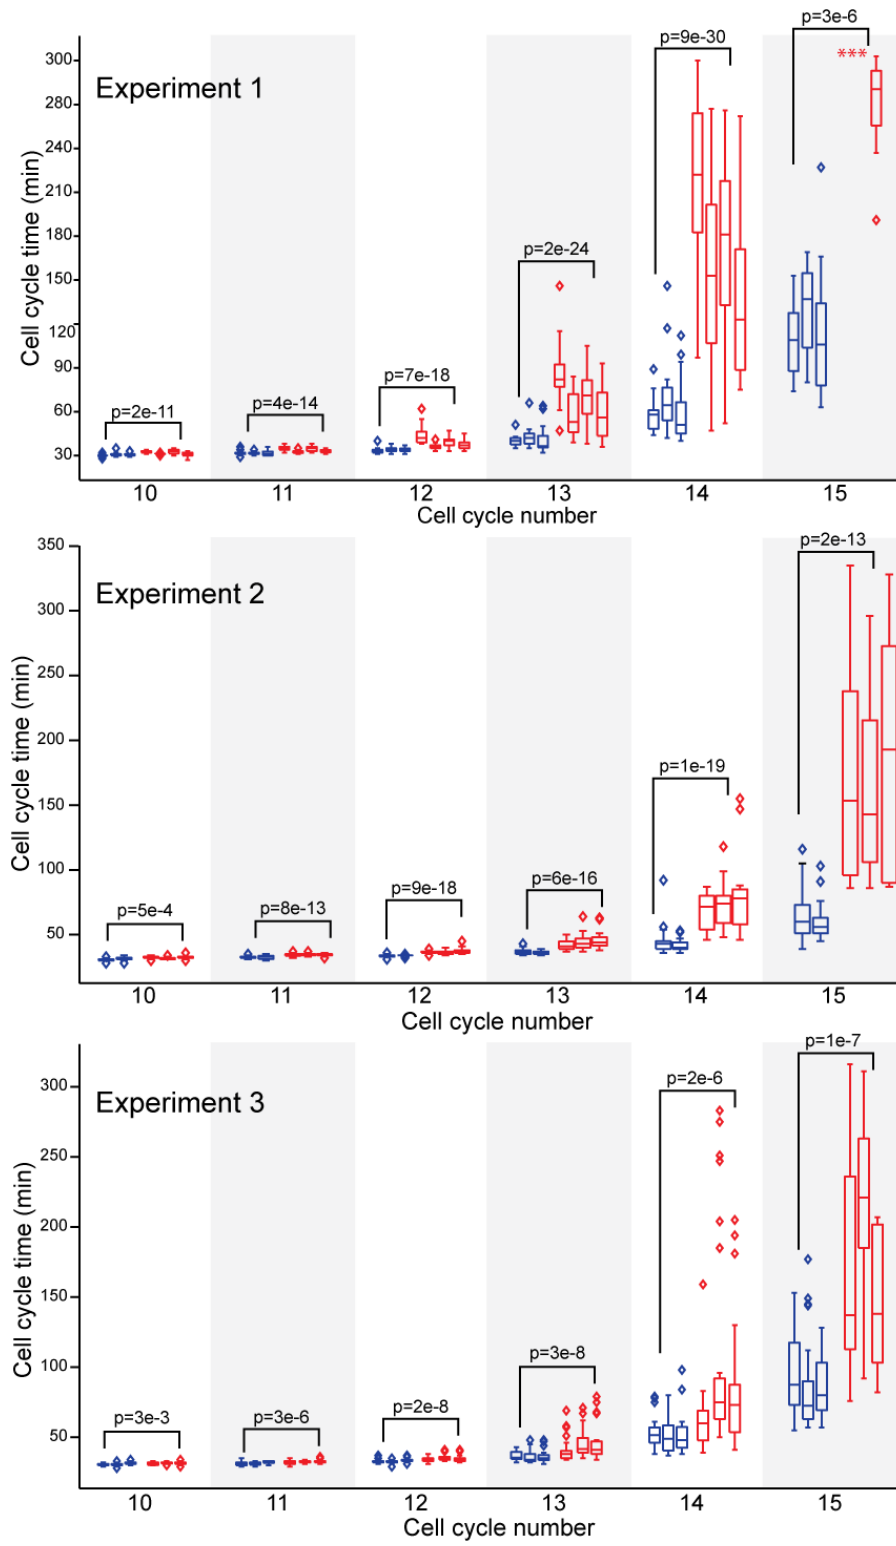 p=3e-6
p=9e-30
***
300
Experiment 1
280
240
210
180
p=2e-24
150
120
p=7e-18
90
p=4e-14
p=2e-11
60
30
Cell cycle time (min)
10 11 12 13 14 15
Cell cycle number
350
p=2e-13
Experiment 2
300
250
200
p=1e-19
150
100
p=6e-16
p=9e-18
p=8e-13
p=5e-4
50
Cell cycle time (min)
10 11 12 13 14 15
Cell cycle number
p=1e-7
p=2e-6
300
Experiment 3
250
200
150
p=3e-8
100
p=2e-8
p=3e-6
p=3e-3
50
Cell cycle time (min)
10 11 12 13 14 15
Cell cycle number